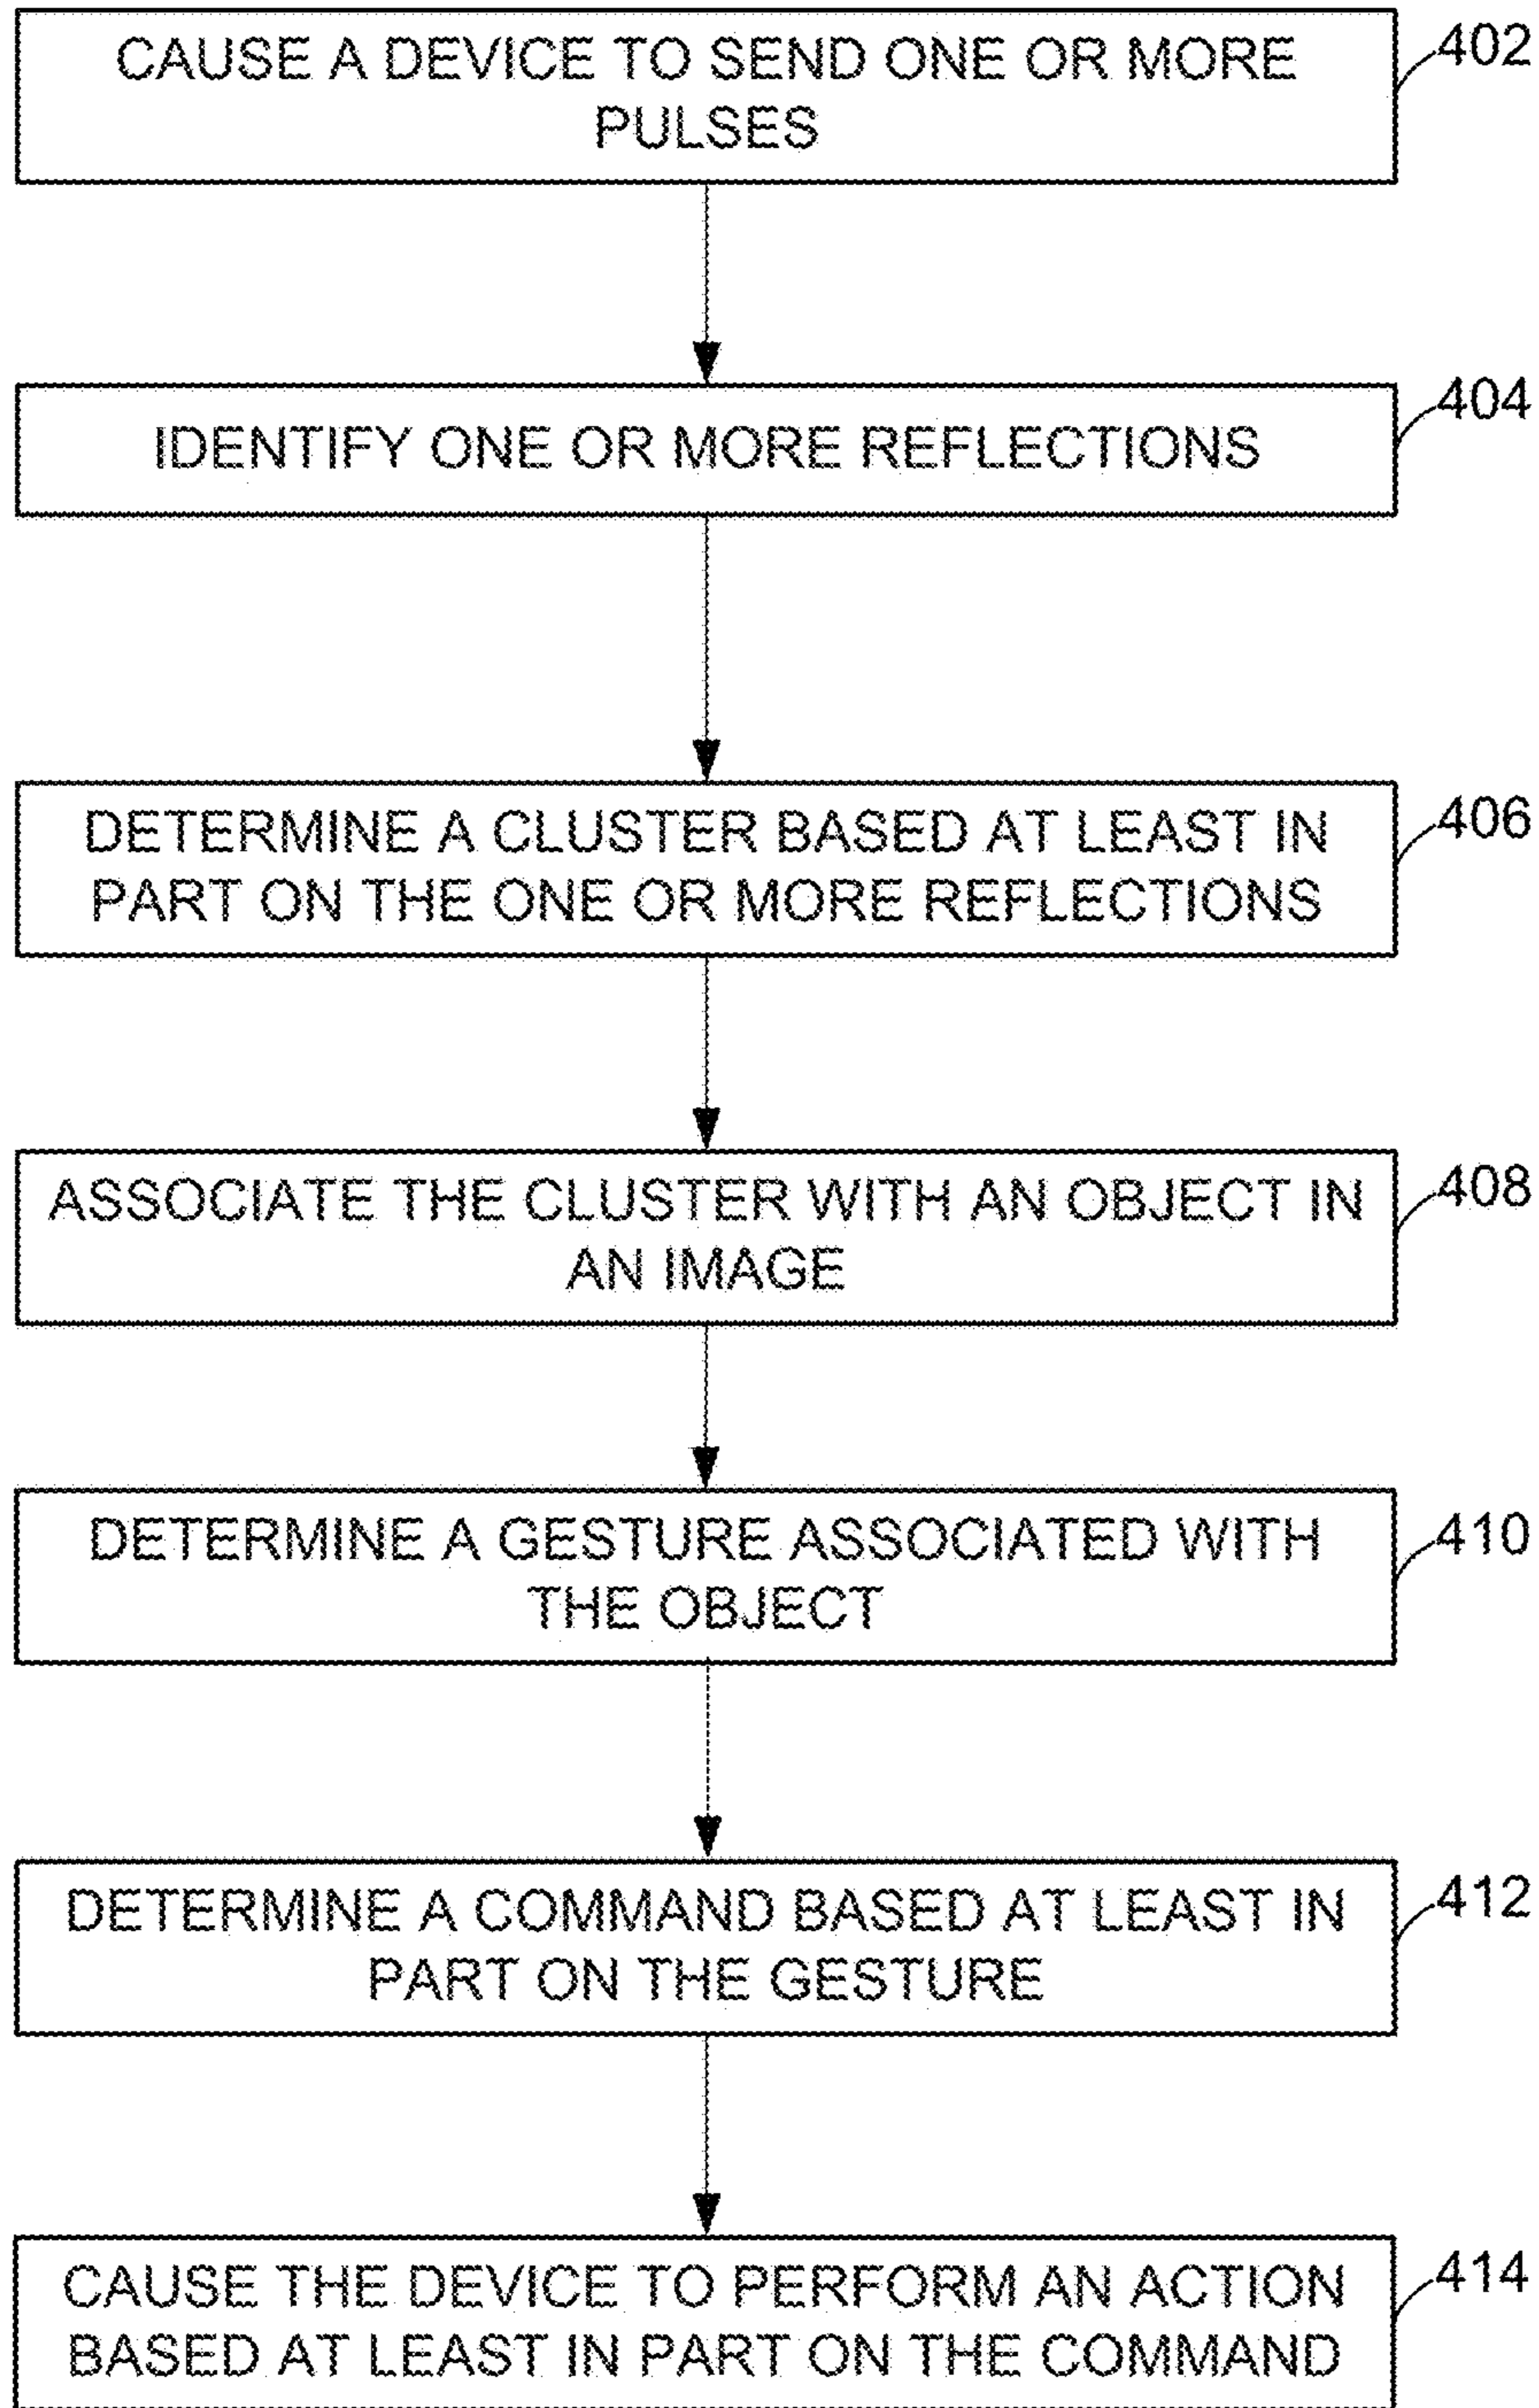 CAUSE A DEVICE TO SEND ONE OR MORE
PULSES
402
IDENTIFY ONE OR MORE REFLECTIONS
404
DETERMINE A CLUSTER BASED AT LEAST IN
PART ON THE ONE OR MORE REFLECTIONS
406
ASSOCIATE THE CLUSTER WITH AN OBJECT IN
AN IMAGE
408
DETERMINE A GESTURE ASSOCIATED WITH
THE OBJECT
410
DETERMINE A COMMAND BASED AT LEAST IN
PART ON THE GESTURE
412
CAUSE THE DEVICE TO PERFORM AN ACTION
BASED AT LEAST IN PART ON THE COMMAND
414